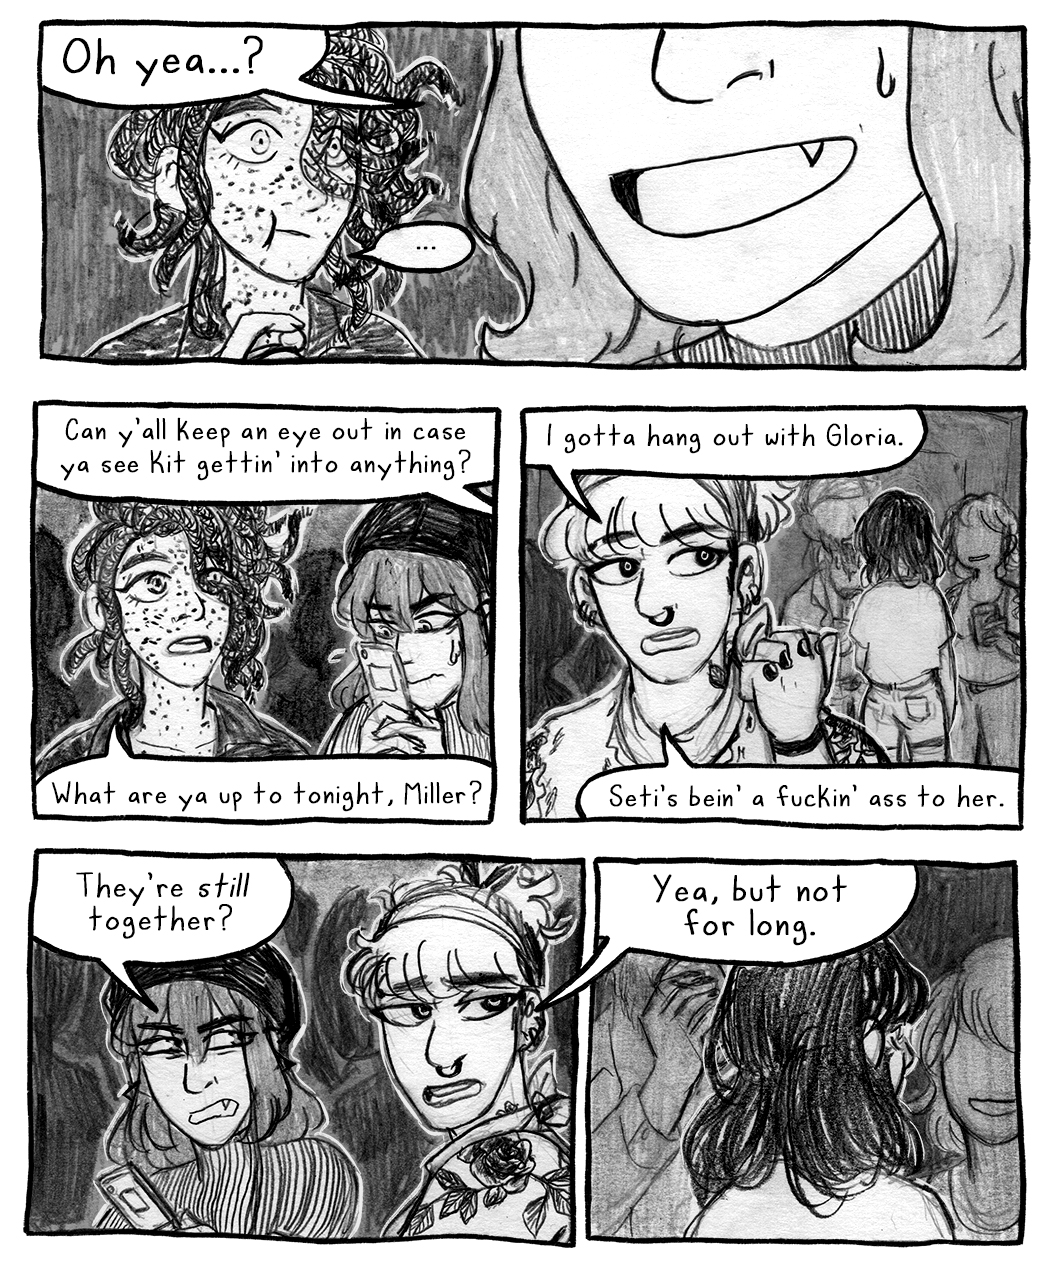 Oh yea...?
...
Can y'all keep an eye out in case
ya see Kit gettin' into anything?
What are ya up to tonight, Miller?
I gotta hang out with Gloria.
Seti's bein' a fuckin' ass to her.
They're still
together?
Yea, but not
for long.